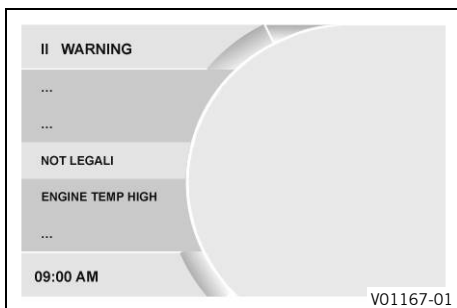 II WARNING
...
...
NOT LEGALI
ENGINE TEMP HIGH
...
09:00 AM
V01167-01